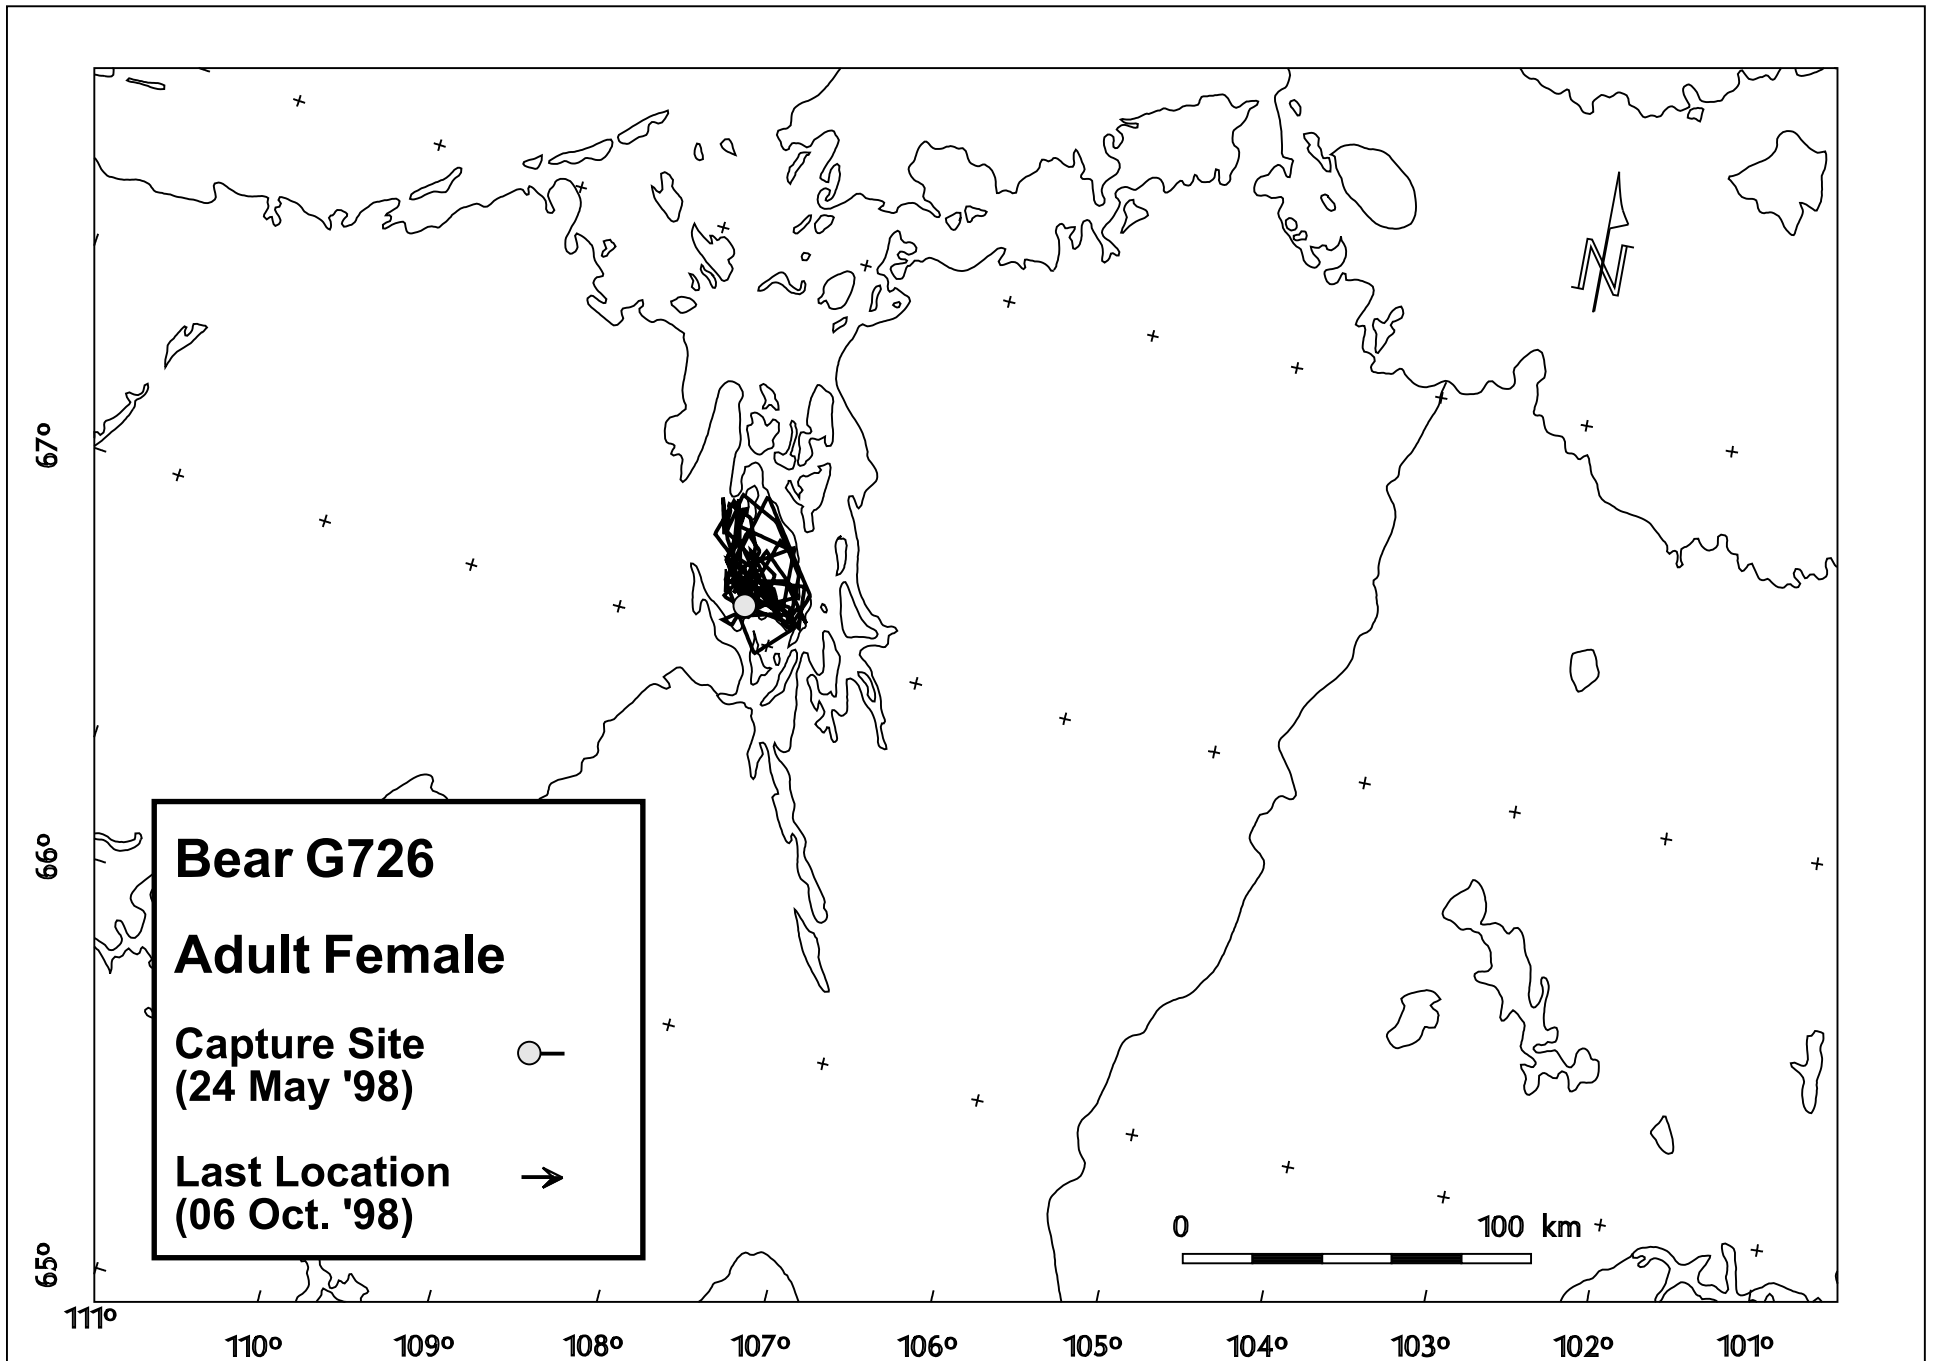 N
67º
66º
65º
Bear G726
Adult Female
Capture Site
(24 May '98)
Last Location
(06 Oct. '98)
0 100 km
111º
110º 109º 108º 107º 106º 105º 104º 103º 102º 101º